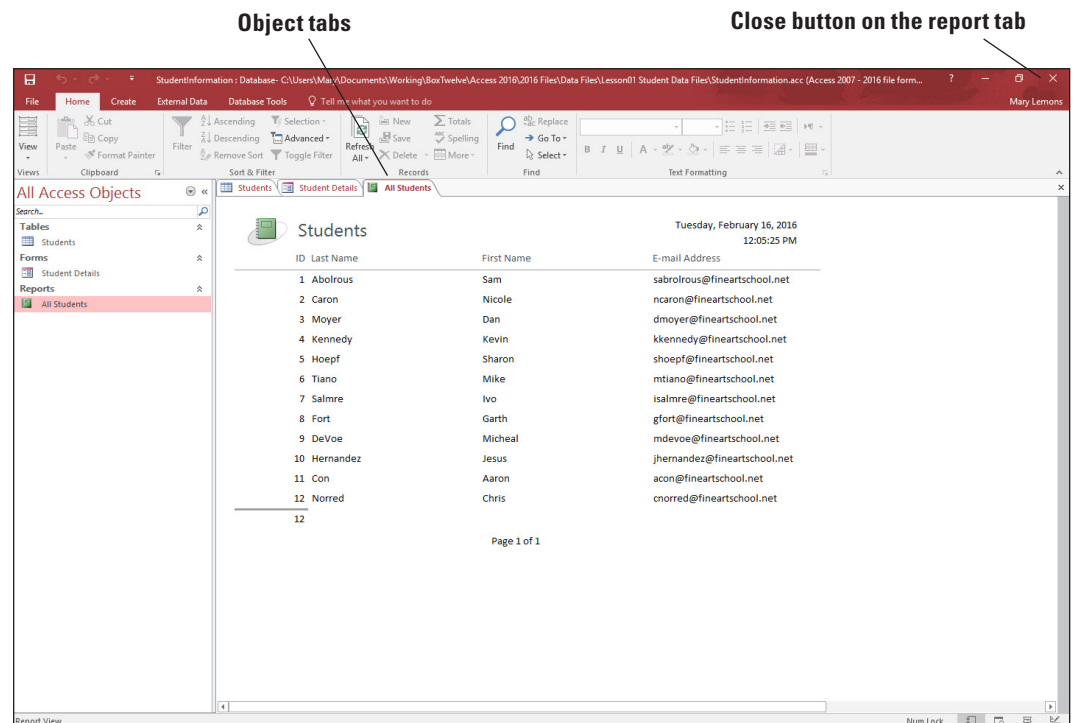 Object tabs
Close button on the report tab
StudentInformation : Database- C:\Users\Mary\Documents\Working\BoxTwelve\Access 2016\2016 Files\Data Files\Lesson01 Student Data Files\StudentInformation.acc (Access 2007 - 2016 file form...
?
File Home Create External Data Database Tools Tell me what you want to do
Mary Lemons
View
Views
Paste
Cut
Copy
Format Painter
Clipboard
Filter
Ascending
Descending
Remove Sort
Selection
Advanced
Toggle Filter
Sort & Filter
Refresh All
New
Save
Delete
Totals
Spelling
More
Records
Find
Replace
Go To
Select
Find
B I U A
Text Formatting
All Access Objects
Search..
Tables
Students
Forms
Student Details
Reports
All Students
Students Student Details All Students
Students
Tuesday, February 16, 2016
12:05:25 PM
ID Last Name First Name E-mail Address
1 Abolrous Sam sabrolrous@fineartschool.net
2 Caron Nicole ncaron@fineartschool.net
3 Moyer Dan dmoyer@fineartschool.net
4 Kennedy Kevin kkennedy@fineartschool.net
5 Hoepf Sharon shoepf@fineartschool.net
6 Tiano Mike mtiano@fineartschool.net
7 Salmre Ivo isalmre@fineartschool.net
8 Fort Garth gfort@fineartschool.net
9 DeVoe Micheal mdevoe@fineartschool.net
10 Hernandez Jesus jhernandez@fineartschool.net
11 Con Aaron acon@fineartschool.net
12 Norred Chris cnorred@fineartschool.net
12
Page 1 of 1
Report View
Num Lock